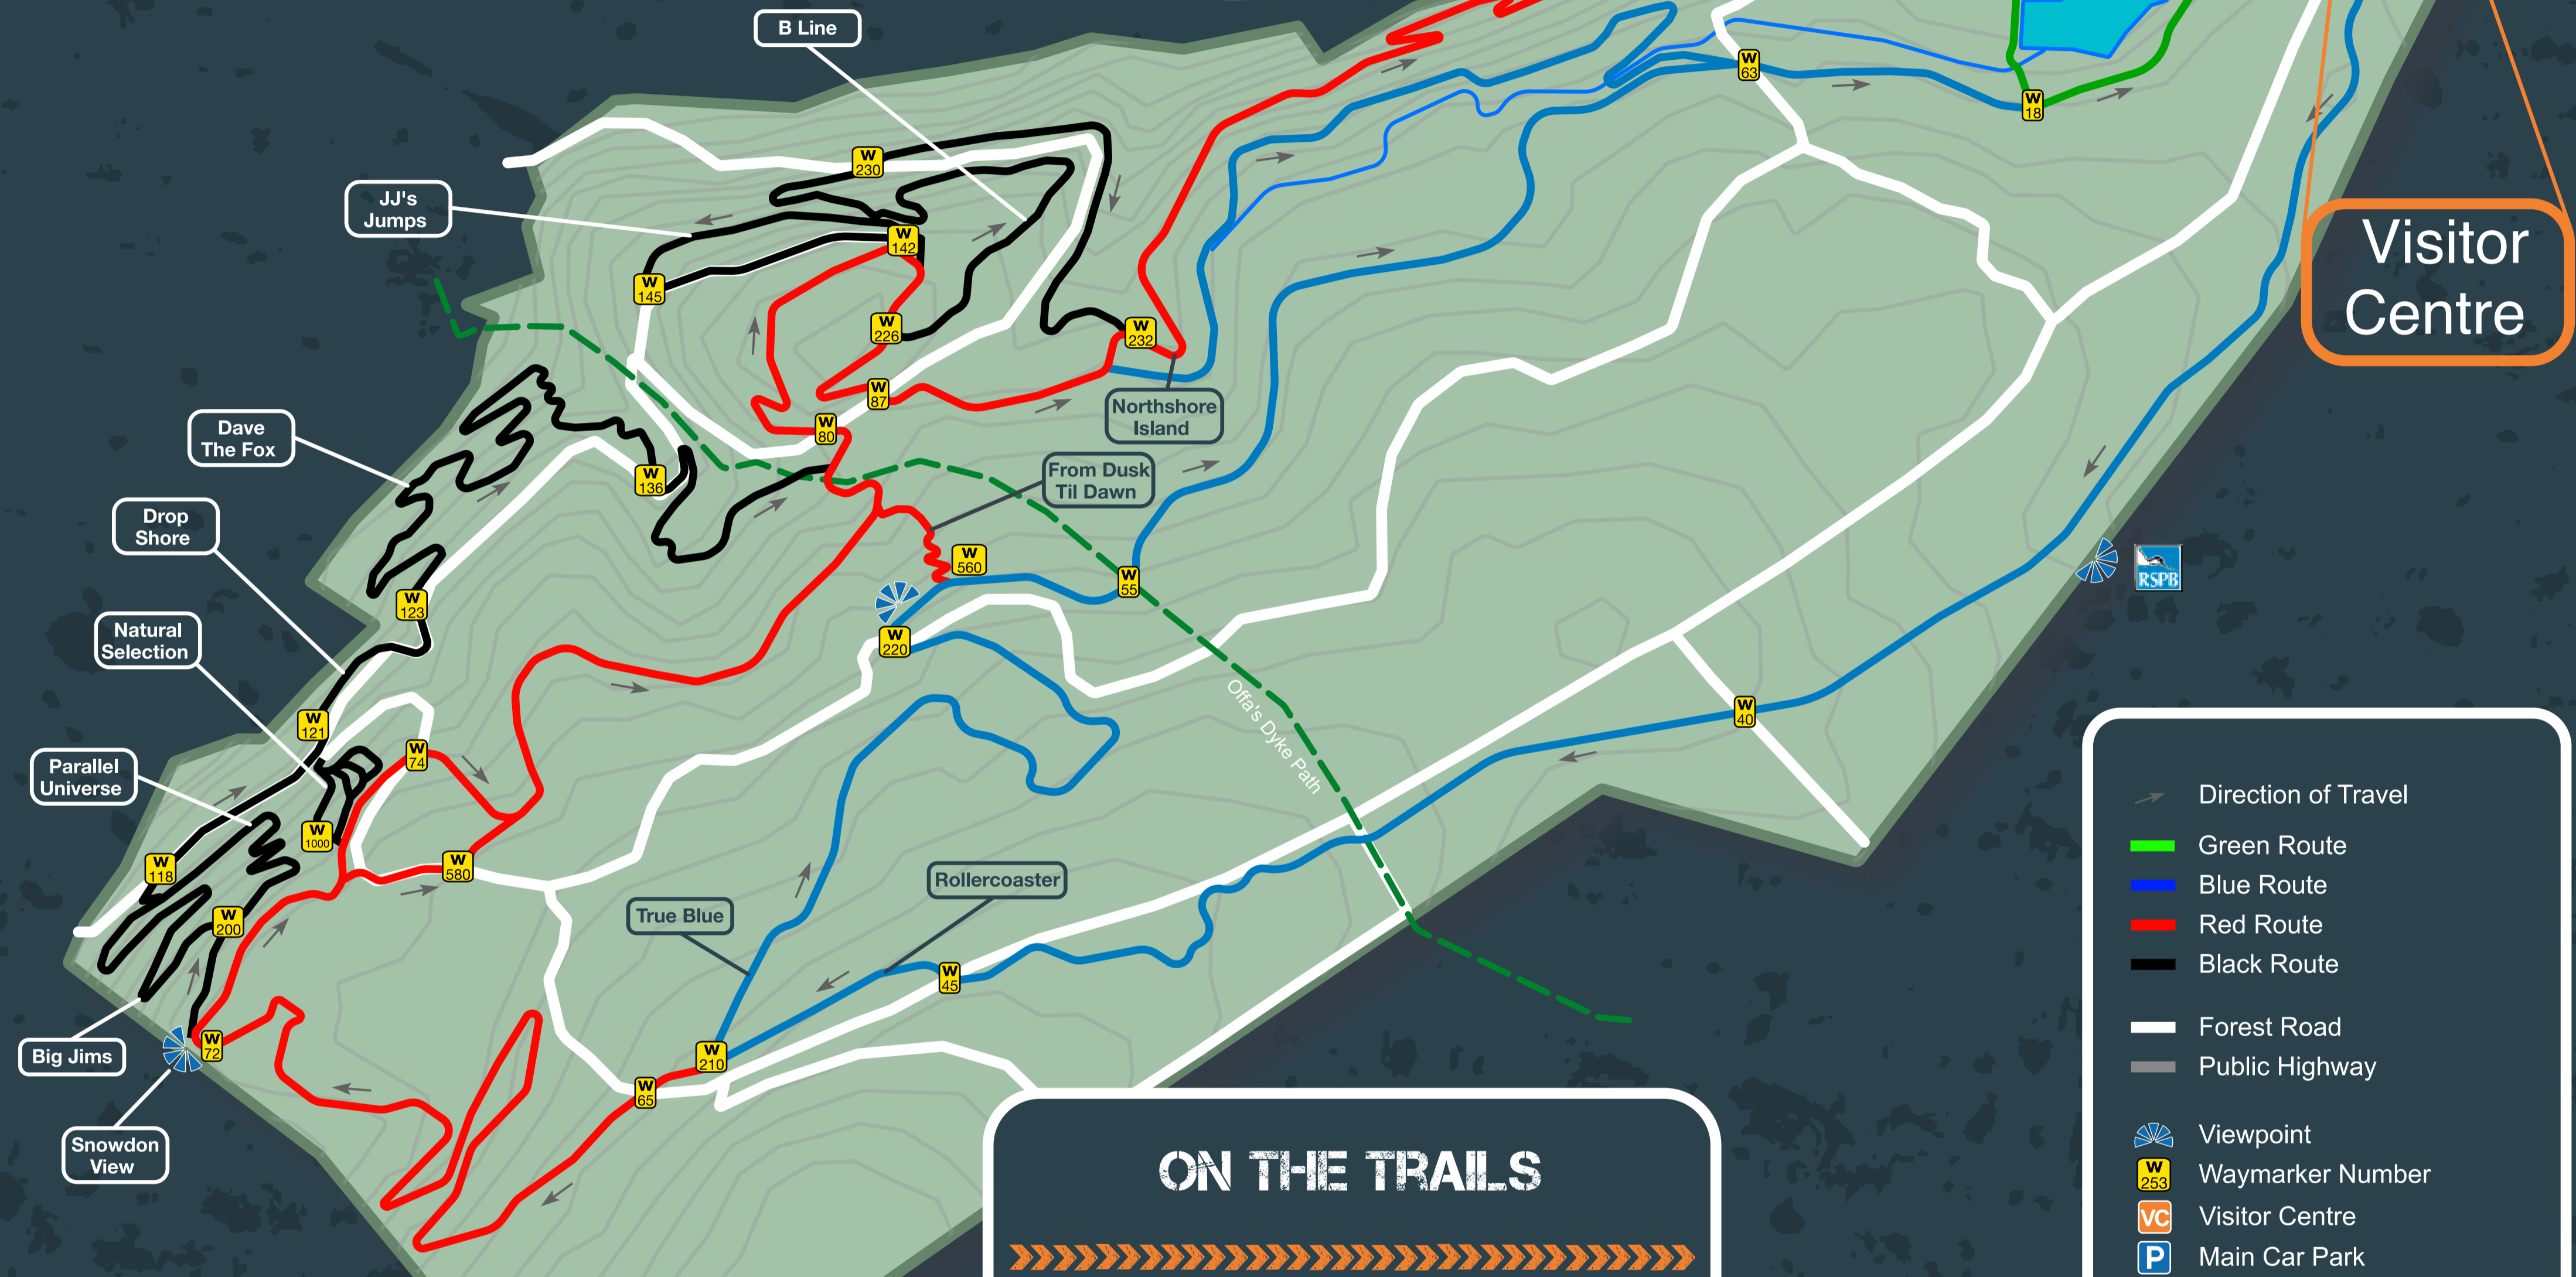 B Line
W
63
W
18
W
230
JJ's
Jumps
W
142
Visitor
Centre
W
145
W
226
W
232
W
87
Northshore
Island
Dave
The Fox
W
80
W
136
From Dusk
Til Dawn
Drop
Shore
W
560
W
55
RSPB
W
123
Natural
Selection
W
220
Offa's Dyke Path
W
121
W
40
W
74
Parallel
Universe
W
1000
W
118
W
580
Rollercoaster
True Blue
W
200
W
45
Big Jims
W
72
W
210
W
65
Snowdon
View
ON THE TRAILS
Direction of Travel
Green Route
Blue Route
Red Route
Black Route
Forest Road
Public Highway
Viewpoint
W
253
Waymarker Number
VC
Visitor Centre
P
Main Car Park